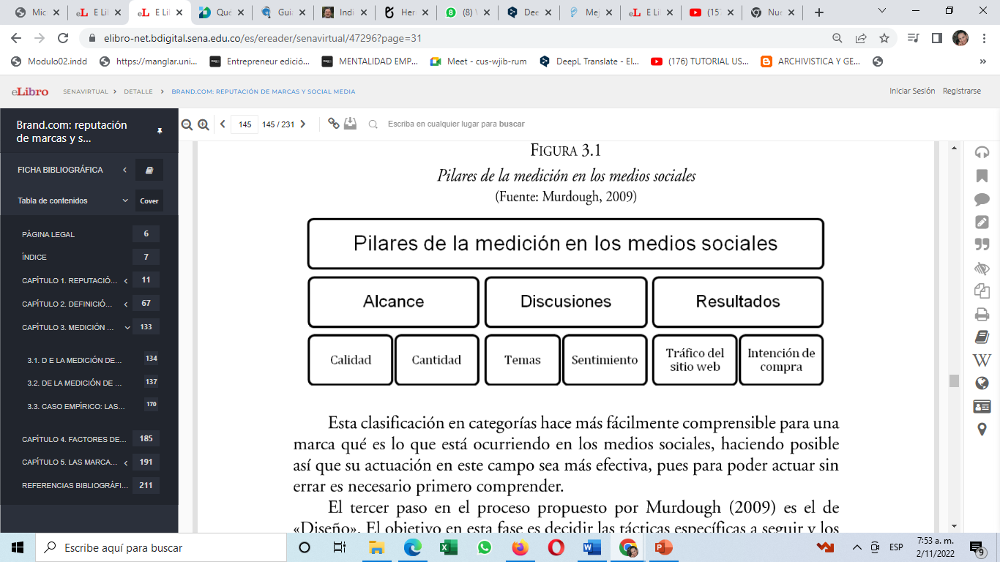 Mic
E Li
E Li
Qué
Guía
Indi
Her
(8) \
Dee
Mej
E Li
(157
Nue
elibro-net.bdigital.sena.edu.co/es/ereader/senavirtual/47296?page=31
Modulo02.indd
https://manglar.uni...
Entrepreneur edició...
MENTALIDAD EMP...
Meet - cus-wjib-rum
DeepL Translate - El...
(176) TUTORIAL US...
ARCHIVISTICA Y GE...
»
eLibro
SENAVIRTUAL > DETALLE > BRAND.COM: REPUTACIÓN DE MARCAS Y SOCIAL MEDIA
Iniciar Sesión Registrarse
Brand.com: reputación
de marcas y s...
145 145 / 231
Escriba en cualquier lugar para buscar
FICHA BIBLIOGRÁFICA
Tabla de contenidos Cover
PÁGINA LEGAL 6
ÍNDICE 7
CAPÍTULO 1. REPUTACIÓ... 11
CAPÍTULO 2. DEFINICIÓ... 67
CAPÍTULO 3. MEDICIÓN ... 133
3.1. D E LA MEDICIÓN DE... 134
3.2. DE LA MEDICIÓN DE ... 137
3.3. CASO EMPÍRICO: LAS... 170
CAPÍTULO 4. FACTORES DE... 185
CAPÍTULO 5. LAS MARCA... 191
REFERENCIAS BIBLIOGRÁFI... 211
FIGURA 3.1
Pilares de la medición en los medios sociales
(Fuente: Murdough, 2009)
Pilares de la medición en los medios sociales
Alcance
Discusiones
Resultados
Calidad
Cantidad
Temas
Sentimiento
Tráfico del
sitio web
Intención de
compra
Esta clasificación en categorías hace más fácilmente comprensible para una
marca qué es lo que está ocurriendo en los medios sociales, haciendo posible
así que su actuación en este campo sea más efectiva, pues para poder actuar sin
errar es necesario primero comprender.
El tercer paso en el proceso propuesto por Murdough (2009) es el de
«Diseño». El objetivo en esta fase es decidir las tácticas específicas a seguir y los
W
Escribe aquí para buscar
ESP
7:53 a. m.
2/11/2022
9